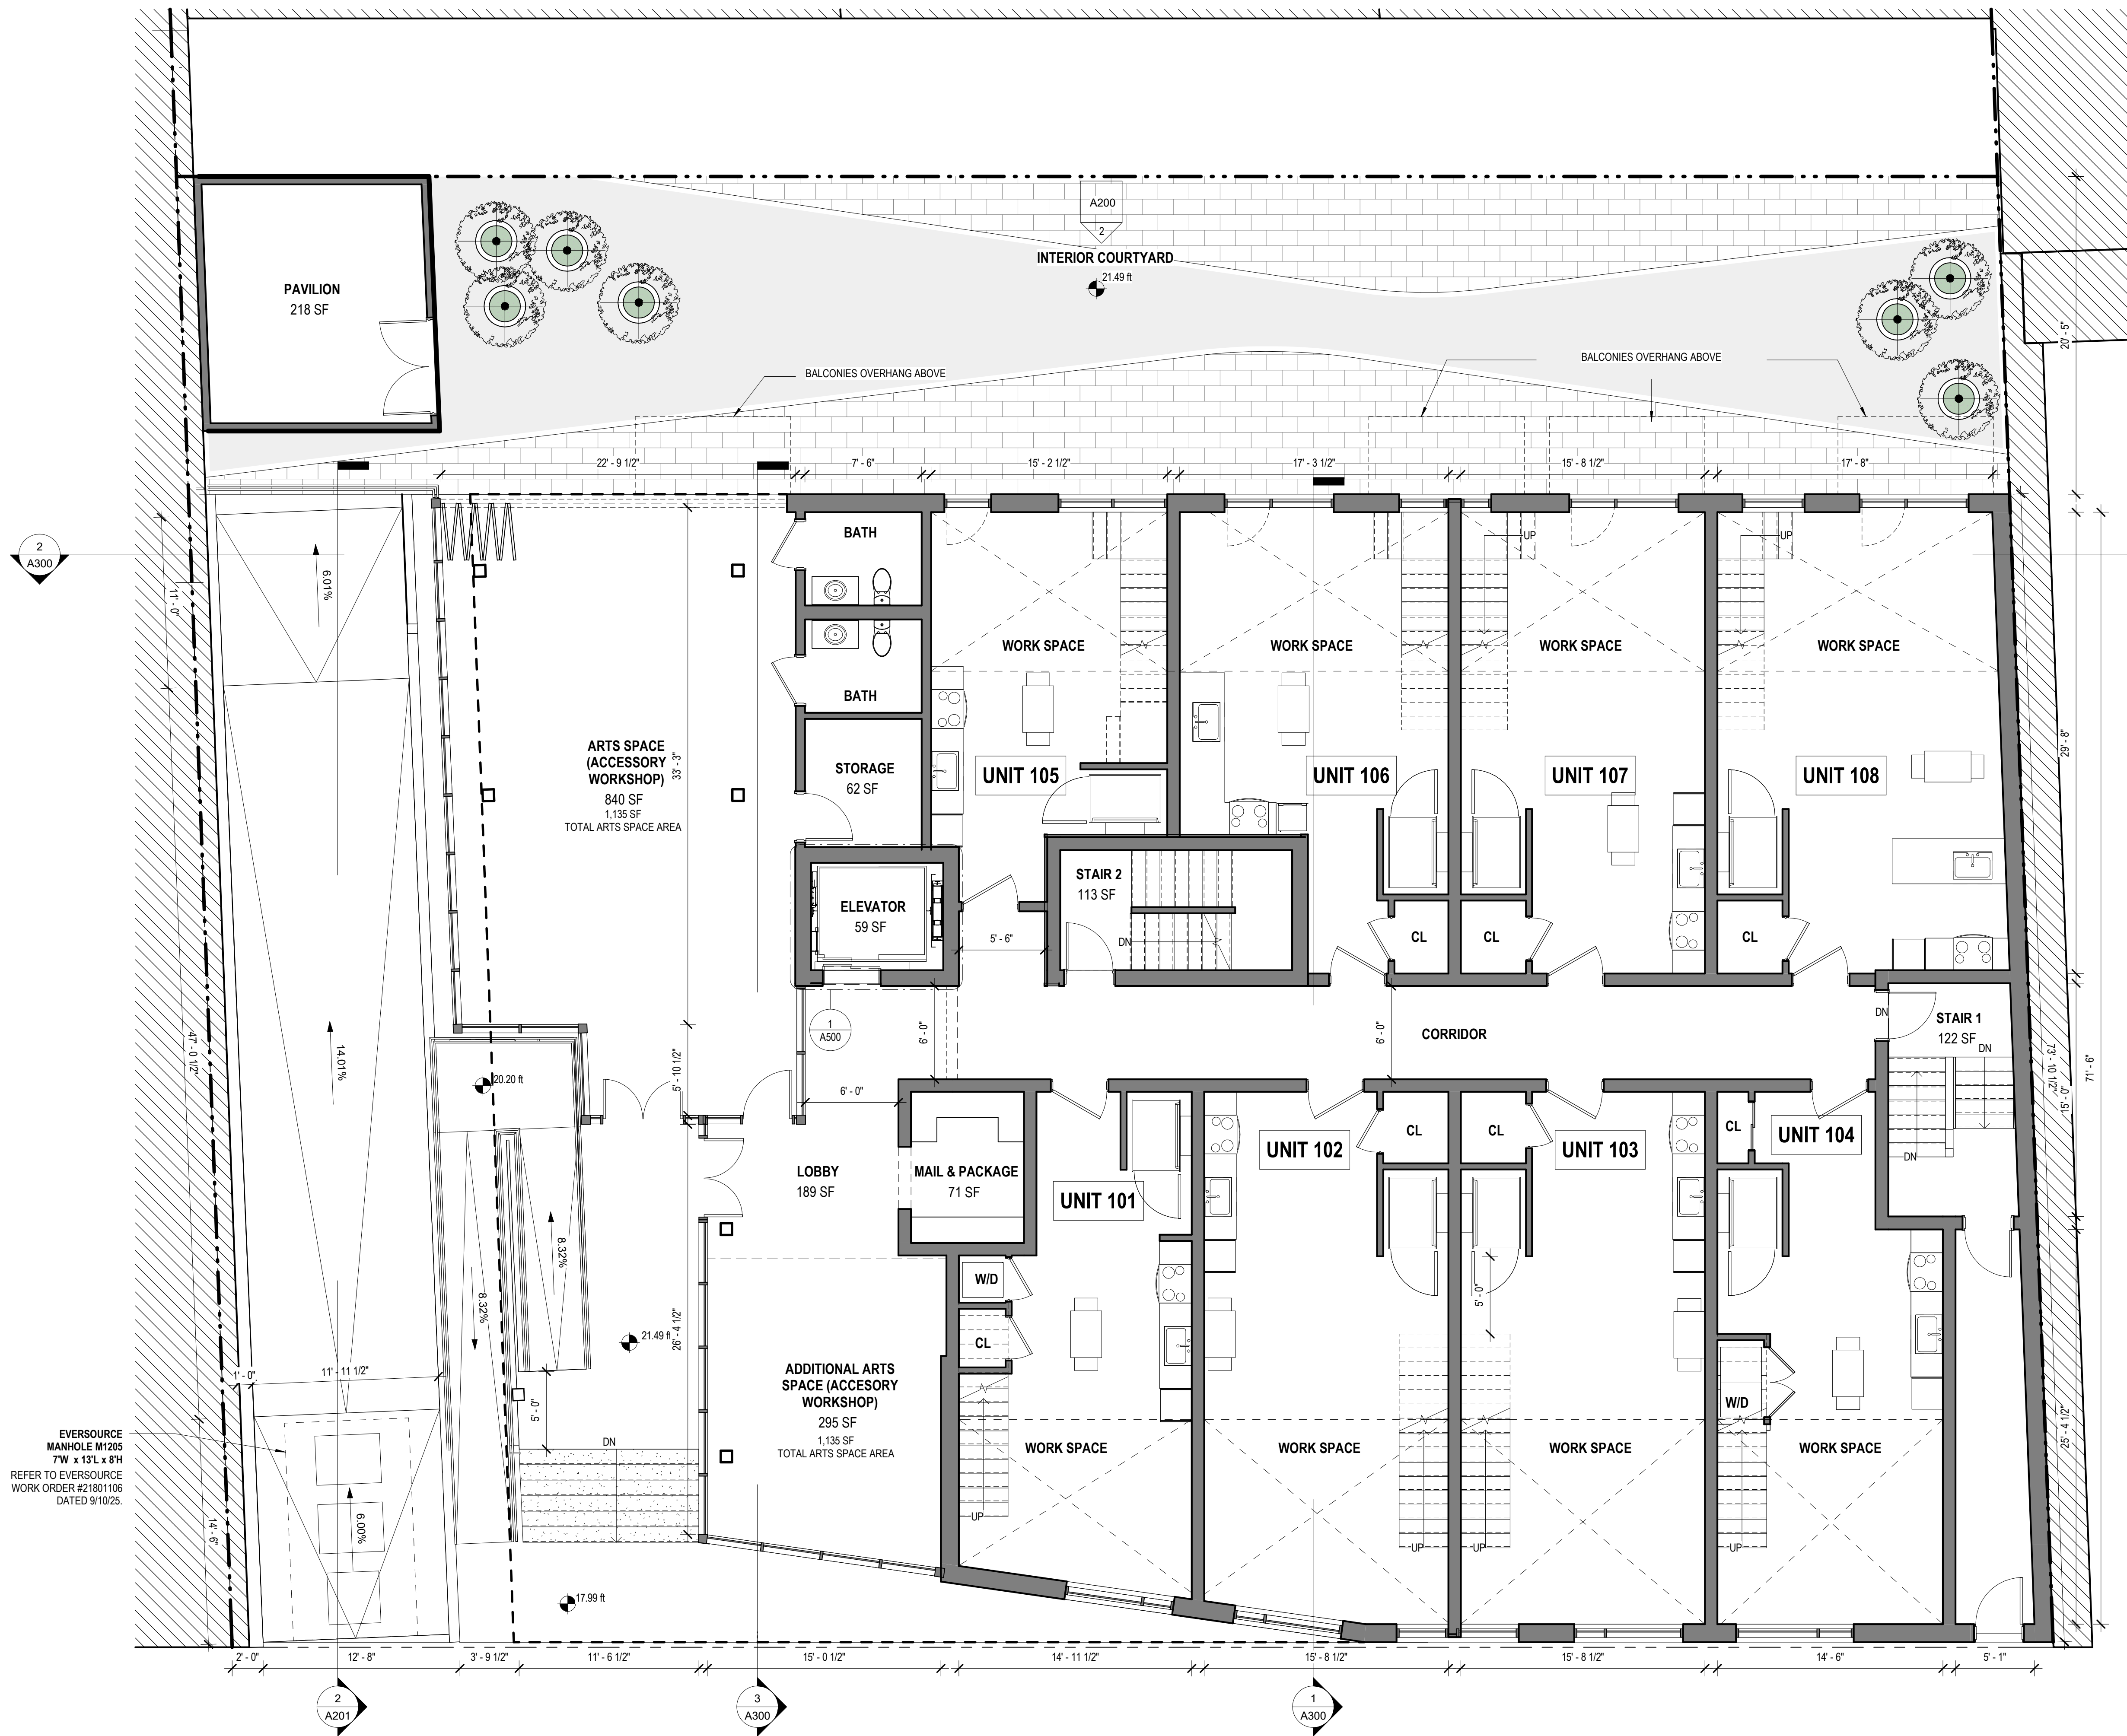 A200
2
INTERIOR COURTYARD
21.49 ft
PAVILION
218 SF
BALCONIES OVERHANG ABOVE
BALCONIES OVERHANG ABOVE
20' - 5"
22' - 9 1/2"
7' - 6"
15' - 2 1/2"
17' - 3 1/2"
15' - 8 1/2"
17' - 8"
2
A300
6.01%
11' - 0"
BATH
UP
UP
WORK SPACE
WORK SPACE
WORK SPACE
WORK SPACE
BATH
ARTS SPACE
(ACCESSORY
WORKSHOP)
840 SF
1,135 SF
TOTAL ARTS SPACE AREA
33' - 3"
STORAGE
62 SF
UNIT 105
UNIT 106
UNIT 107
UNIT 108
29' - 8"
ELEVATOR
59 SF
STAIR 2
113 SF
DN
5' - 6"
CL
CL
CL
1
A500
6' - 0"
6' - 0"
CORRIDOR
DN
STAIR 1
122 SF
DN
DN
14.01%
47' - 0 1/2"
20.20 ft
5' - 10 1/2"
6' - 0"
73' - 10 1/2"
15' - 0"
71' - 6"
LOBBY
189 SF
MAIL & PACKAGE
71 SF
UNIT 101
UNIT 102
CL
CL
UNIT 103
CL
UNIT 104
8.32%
8.32%
W/D
CL
5' - 0"
21.49 ft
26' - 4 1/2"
1' - 0"
11' - 11 1/2"
5' - 0"
DN
ADDITIONAL ARTS
SPACE (ACCESORY
WORKSHOP)
295 SF
1,135 SF
TOTAL ARTS SPACE AREA
W/D
WORK SPACE
WORK SPACE
WORK SPACE
WORK SPACE
25' - 4 1/2"
EVERSOURCE
MANHOLE M1205
7'W x 13'L x 8'H
REFER TO EVERSOURCE
WORK ORDER #21801106
DATED 9/10/25.
14' - 6"
6.00%
UP
UP
UP
UP
17.99 ft
2' - 0"
12' - 8"
3' - 9 1/2"
11' - 6 1/2"
15' - 0 1/2"
14' - 11 1/2"
15' - 8 1/2"
15' - 8 1/2"
14' - 6"
5' - 1"
2
A201
3
A300
1
A300